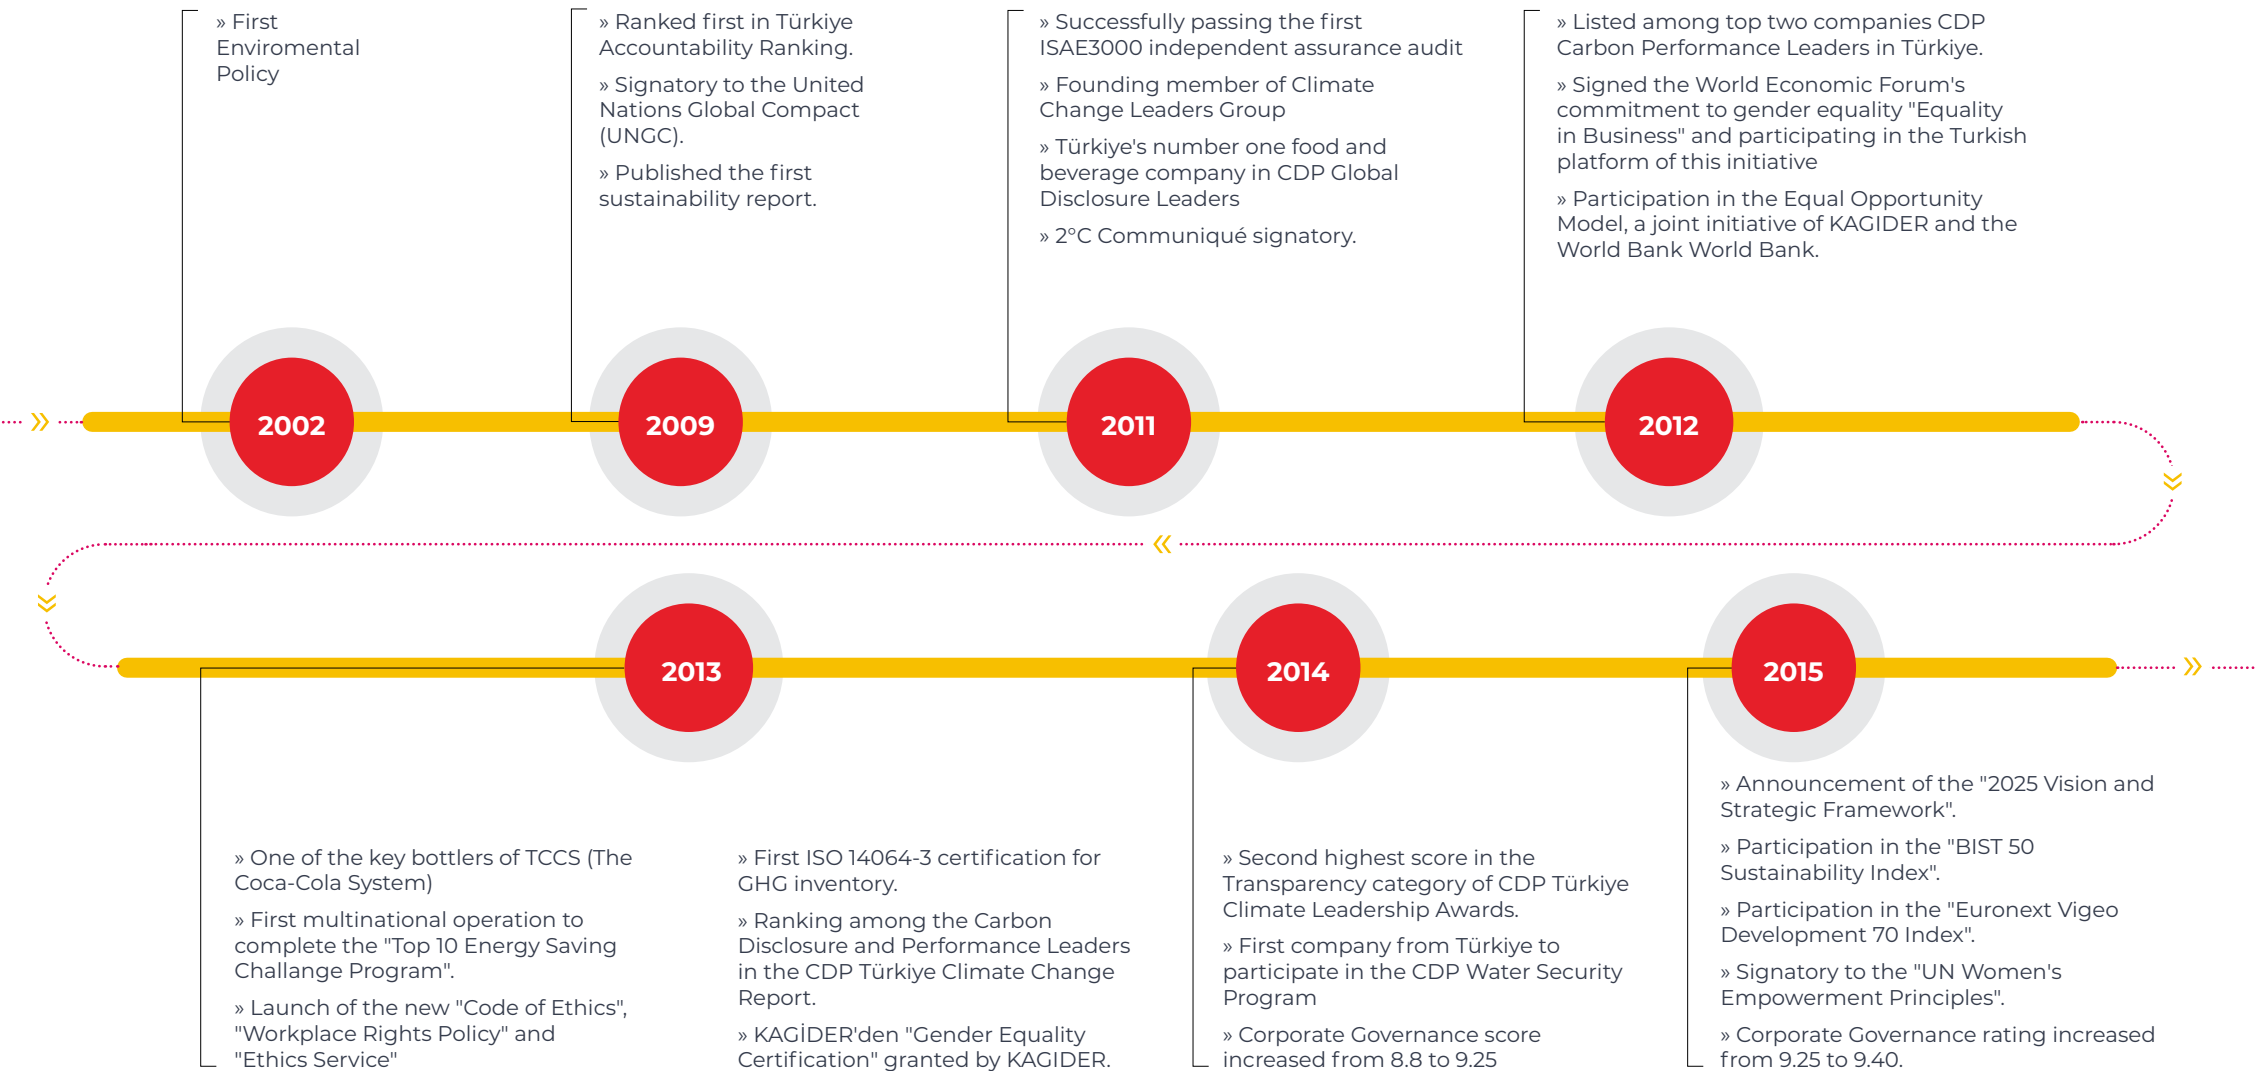 » First
Enviromental
Policy
» Ranked first in Türkiye
Accountability Ranking.
» Signatory to the United
Nations Global Compact
(UNGC).
» Published the first
sustainability report.
» Successfully passing the first
ISAE3000 independent assurance audit
» Founding member of Climate
Change Leaders Group
» Türkiye's number one food and
beverage company in CDP Global
Disclosure Leaders
» 2°C Communiqué signatory.
» Listed among top two companies CDP
Carbon Performance Leaders in Türkiye.
» Signed the World Economic Forum's
commitment to gender equality "Equality
in Business" and participating in the Turkish
platform of this initiative
» Participation in the Equal Opportunity
Model, a joint initiative of KAGIDER and the
World Bank World Bank.
2002
2009
2011
2012
2013
2014
2015
» One of the key bottlers of TCCS (The
Coca-Cola System)
» First multinational operation to
complete the "Top 10 Energy Saving
Challange Program".
» Launch of the new "Code of Ethics",
"Workplace Rights Policy" and
"Ethics Service"
» First ISO 14064-3 certification for
GHG inventory.
» Ranking among the Carbon
Disclosure and Performance Leaders
in the CDP Türkiye Climate Change
Report.
» KAGİDER'den "Gender Equality
Certification" granted by KAGIDER.
» Second highest score in the
Transparency category of CDP Türkiye
Climate Leadership Awards.
» First company from Türkiye to
participate in the CDP Water Security
Program
» Corporate Governance score
increased from 8.8 to 9.25
» Announcement of the "2025 Vision and
Strategic Framework".
» Participation in the "BIST 50
Sustainability Index".
» Participation in the "Euronext Vigeo
Development 70 Index".
» Signatory to the "UN Women's
Empowerment Principles".
» Corporate Governance rating increased
from 9.25 to 9.40.